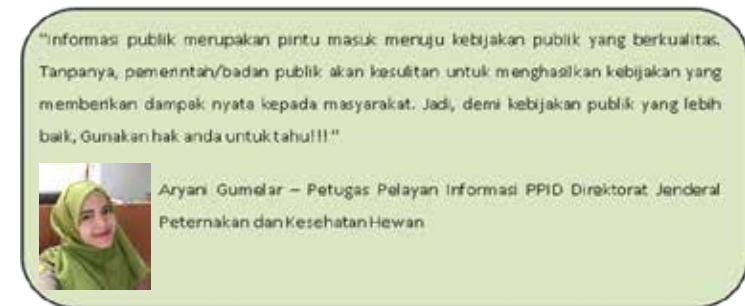 "Informasi publik merupakan pintu masuk menuju kebijakan publik yang berkualitas.
Tanpanya, pemerintah/badan publik akan kesulitan untuk menghasilkan kebijakan yang
memberikan dampak nyata kepada masyarakat. Jadi, demi kebijakan publik yang lebih
baik, Gunakan hak anda untuk tahu!!!"
Aryani Gumelar – Petugas Pelayan Informasi PPID Direktorat Jenderal
Peternakan dan Kesehatan Hewan